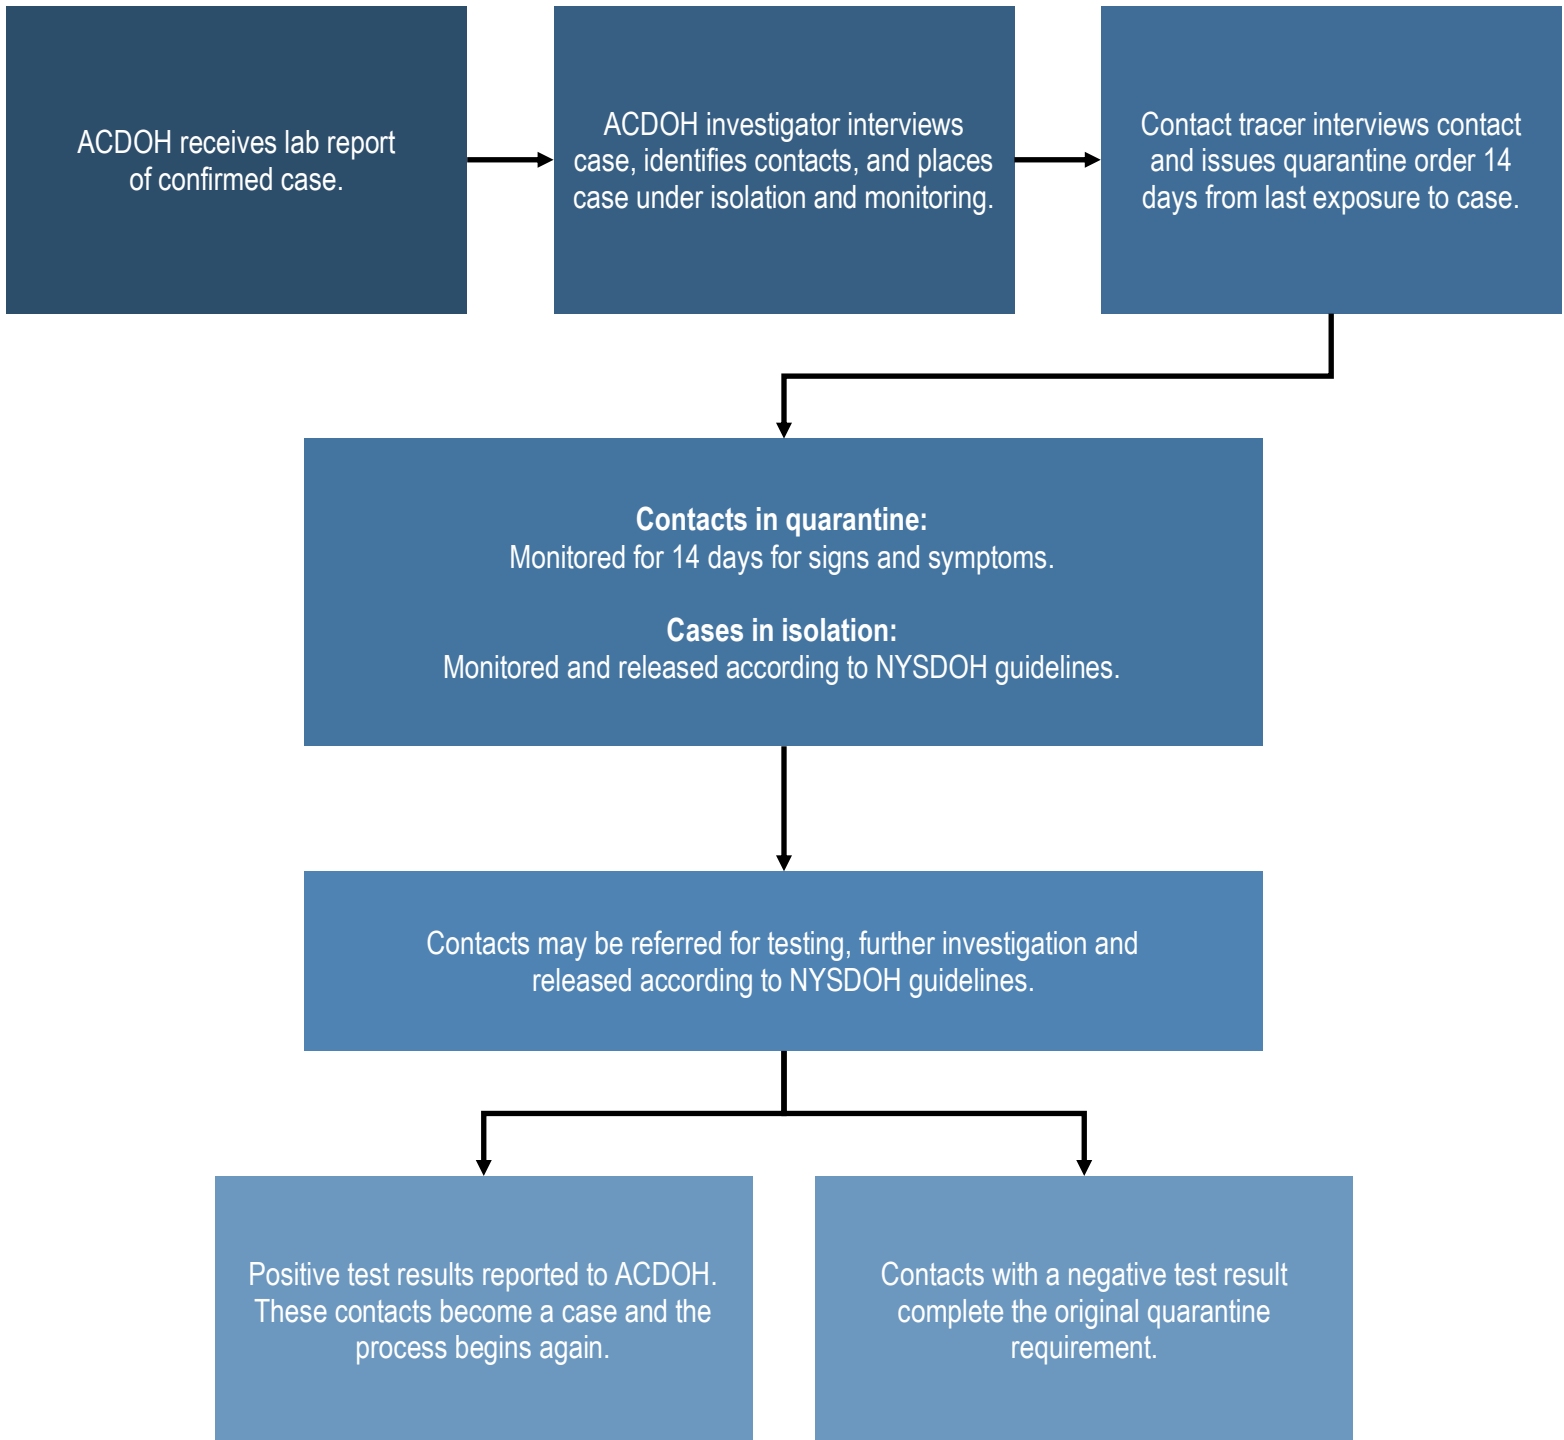 ACDOH receives lab report
of confirmed case.
ACDOH investigator interviews
case, identifies contacts, and places
case under isolation and monitoring.
Contact tracer interviews contact
and issues quarantine order 14
days from last exposure to case.
Contacts in quarantine:
Monitored for 14 days for signs and symptoms.
Cases in isolation:
Monitored and released according to NYSDOH guidelines.
Contacts may be referred for testing, further investigation and
released according to NYSDOH guidelines.
Positive test results reported to ACDOH.
These contacts become a case and the
process begins again.
Contacts with a negative test result
complete the original quarantine
requirement.